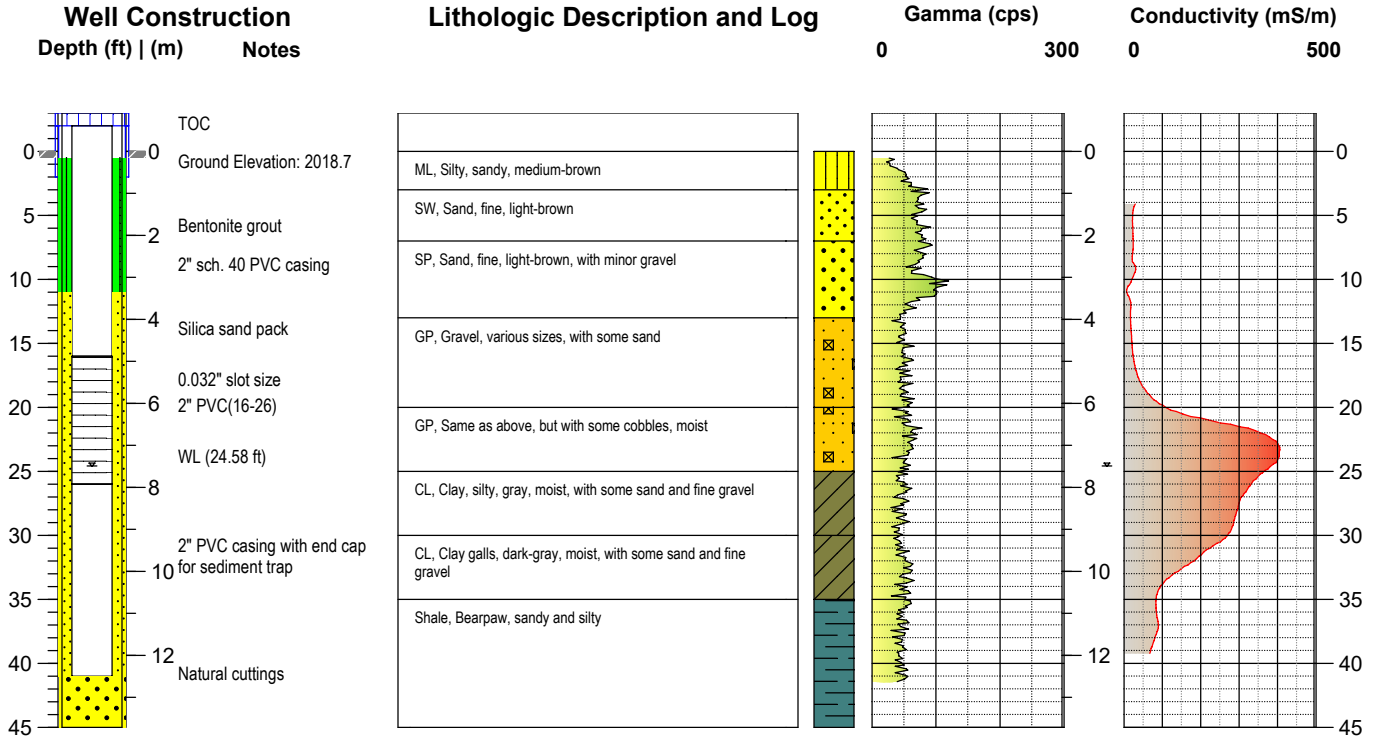 Well Construction
Lithologic Description and Log
Gamma (cps)
Conductivity (mS/m)
Depth (ft) | (m)
Notes
0
300
0
500
TOC
0
0
Ground Elevation: 2018.7
ML, Silty, sandy, medium-brown
0
0
SW, Sand, fine, light-brown
5
2
Bentonite grout
2
5
2" sch. 40 PVC casing
SP, Sand, fine, light-brown, with minor gravel
10
10
4
Silica sand pack
GP, Gravel, various sizes, with some sand
4
15
15
0.032" slot size
20
6
2" PVC(16-26)
6
20
GP, Same as above, but with some cobbles, moist
WL (24.58 ft)
25
25
8
CL, Clay, silty, gray, moist, with some sand and fine gravel
8
30
30
2" PVC casing with end cap
for sediment trap
CL, Clay galls, dark-gray, moist, with some sand and fine
gravel
10
10
35
35
Shale, Bearpaw, sandy and silty
12
12
40
Natural cuttings
40
45
45